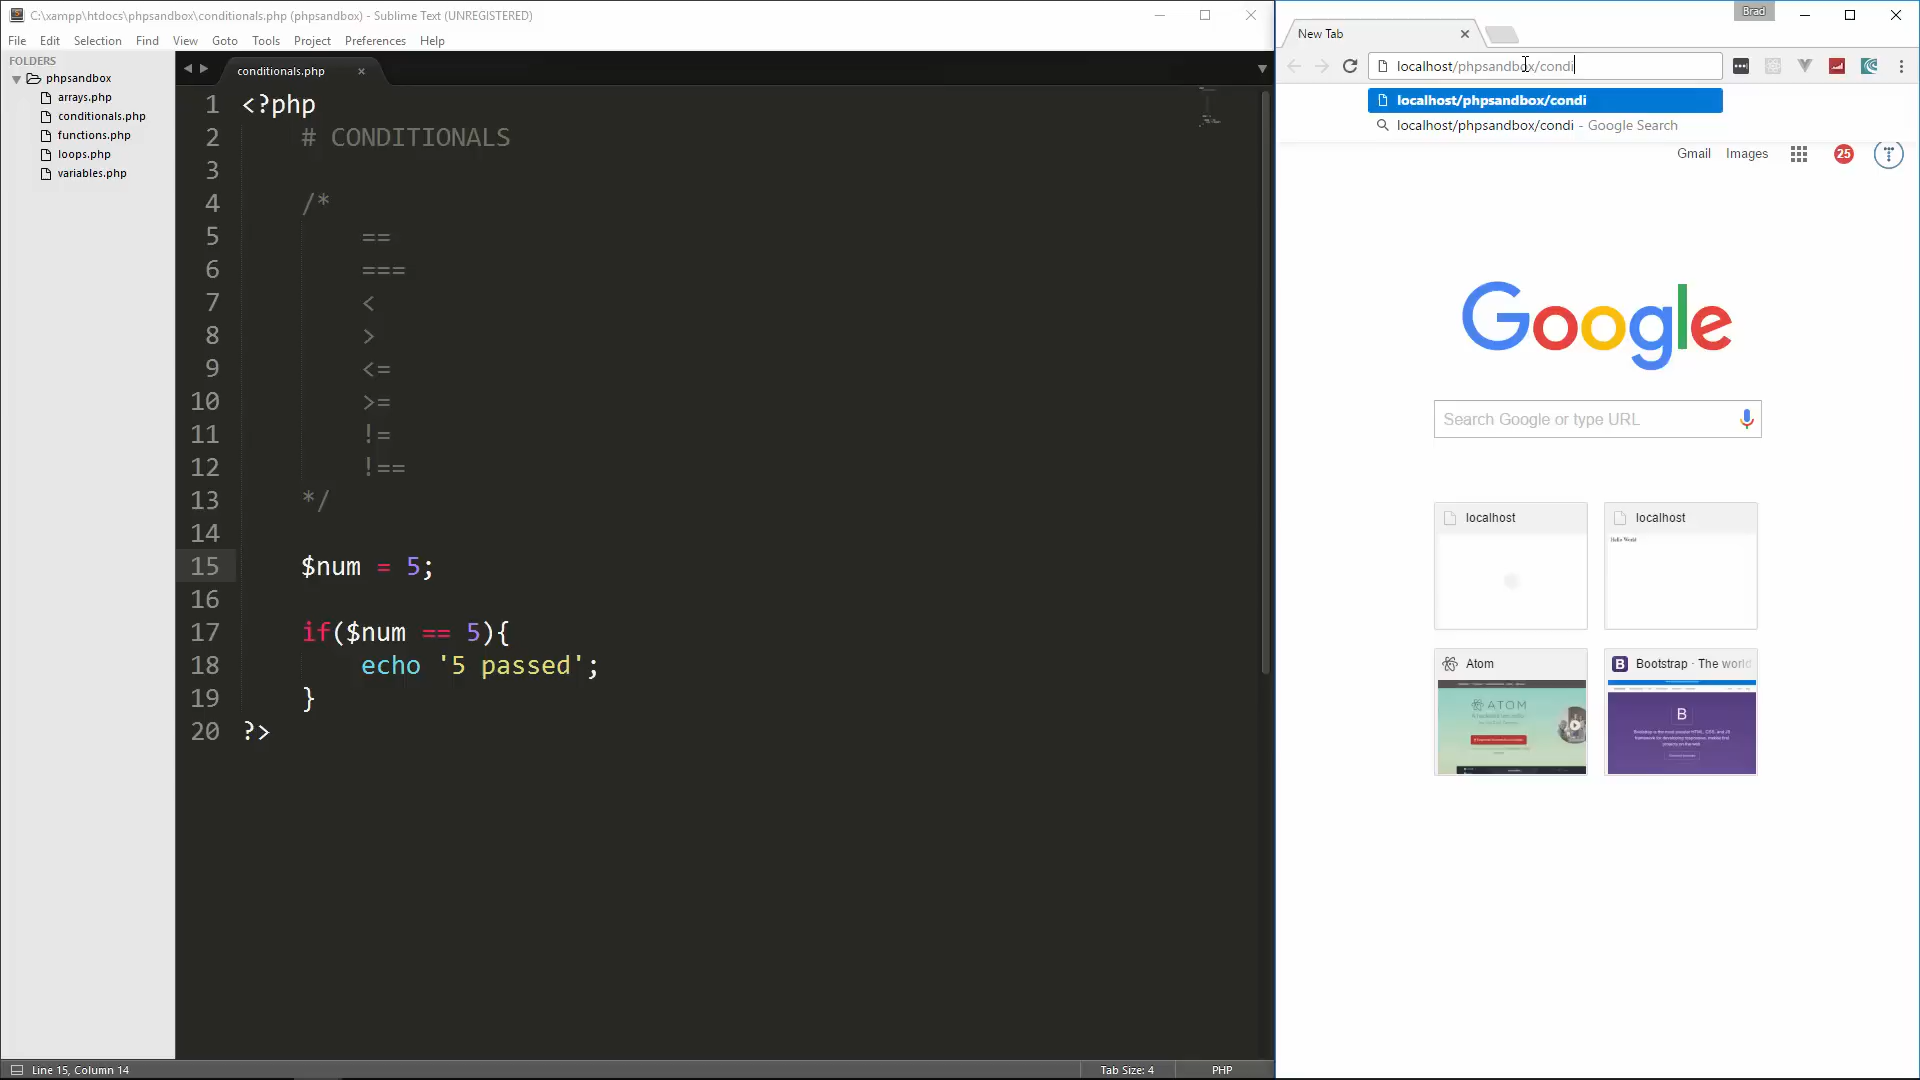 C:\xampp\htdocs\phpsandbox\conditionals.php (phpsandbox) - Sublime Text (UNREGISTERED)
File Edit Selection Find View Goto Tools Project Preferences Help
FOLDERS
phpsandbox
arrays.php
conditionals.php
functions.php
loops.php
variables.php
conditionals.php
1 <?php
2 # CONDITIONALS
3
4 /*
5 ==
6 ===
7 <
8 >
9 <=
10 >=
11 !=
12 !==
13 */
14
15 $num = 5;
16
17 if($num == 5){
18 echo '5 passed';
19 }
20 ?>
Line 15, Column 14
Tab Size: 4
PHP
Brad
New Tab
localhost/phpsandbox/condi
localhost/phpsandbox/condi
localhost/phpsandbox/condi - Google Search
Gmail Images 25
Google
Search Google or type URL
localhost
localhost
Hello World
Atom
ATOM
Bootstrap · The world
B